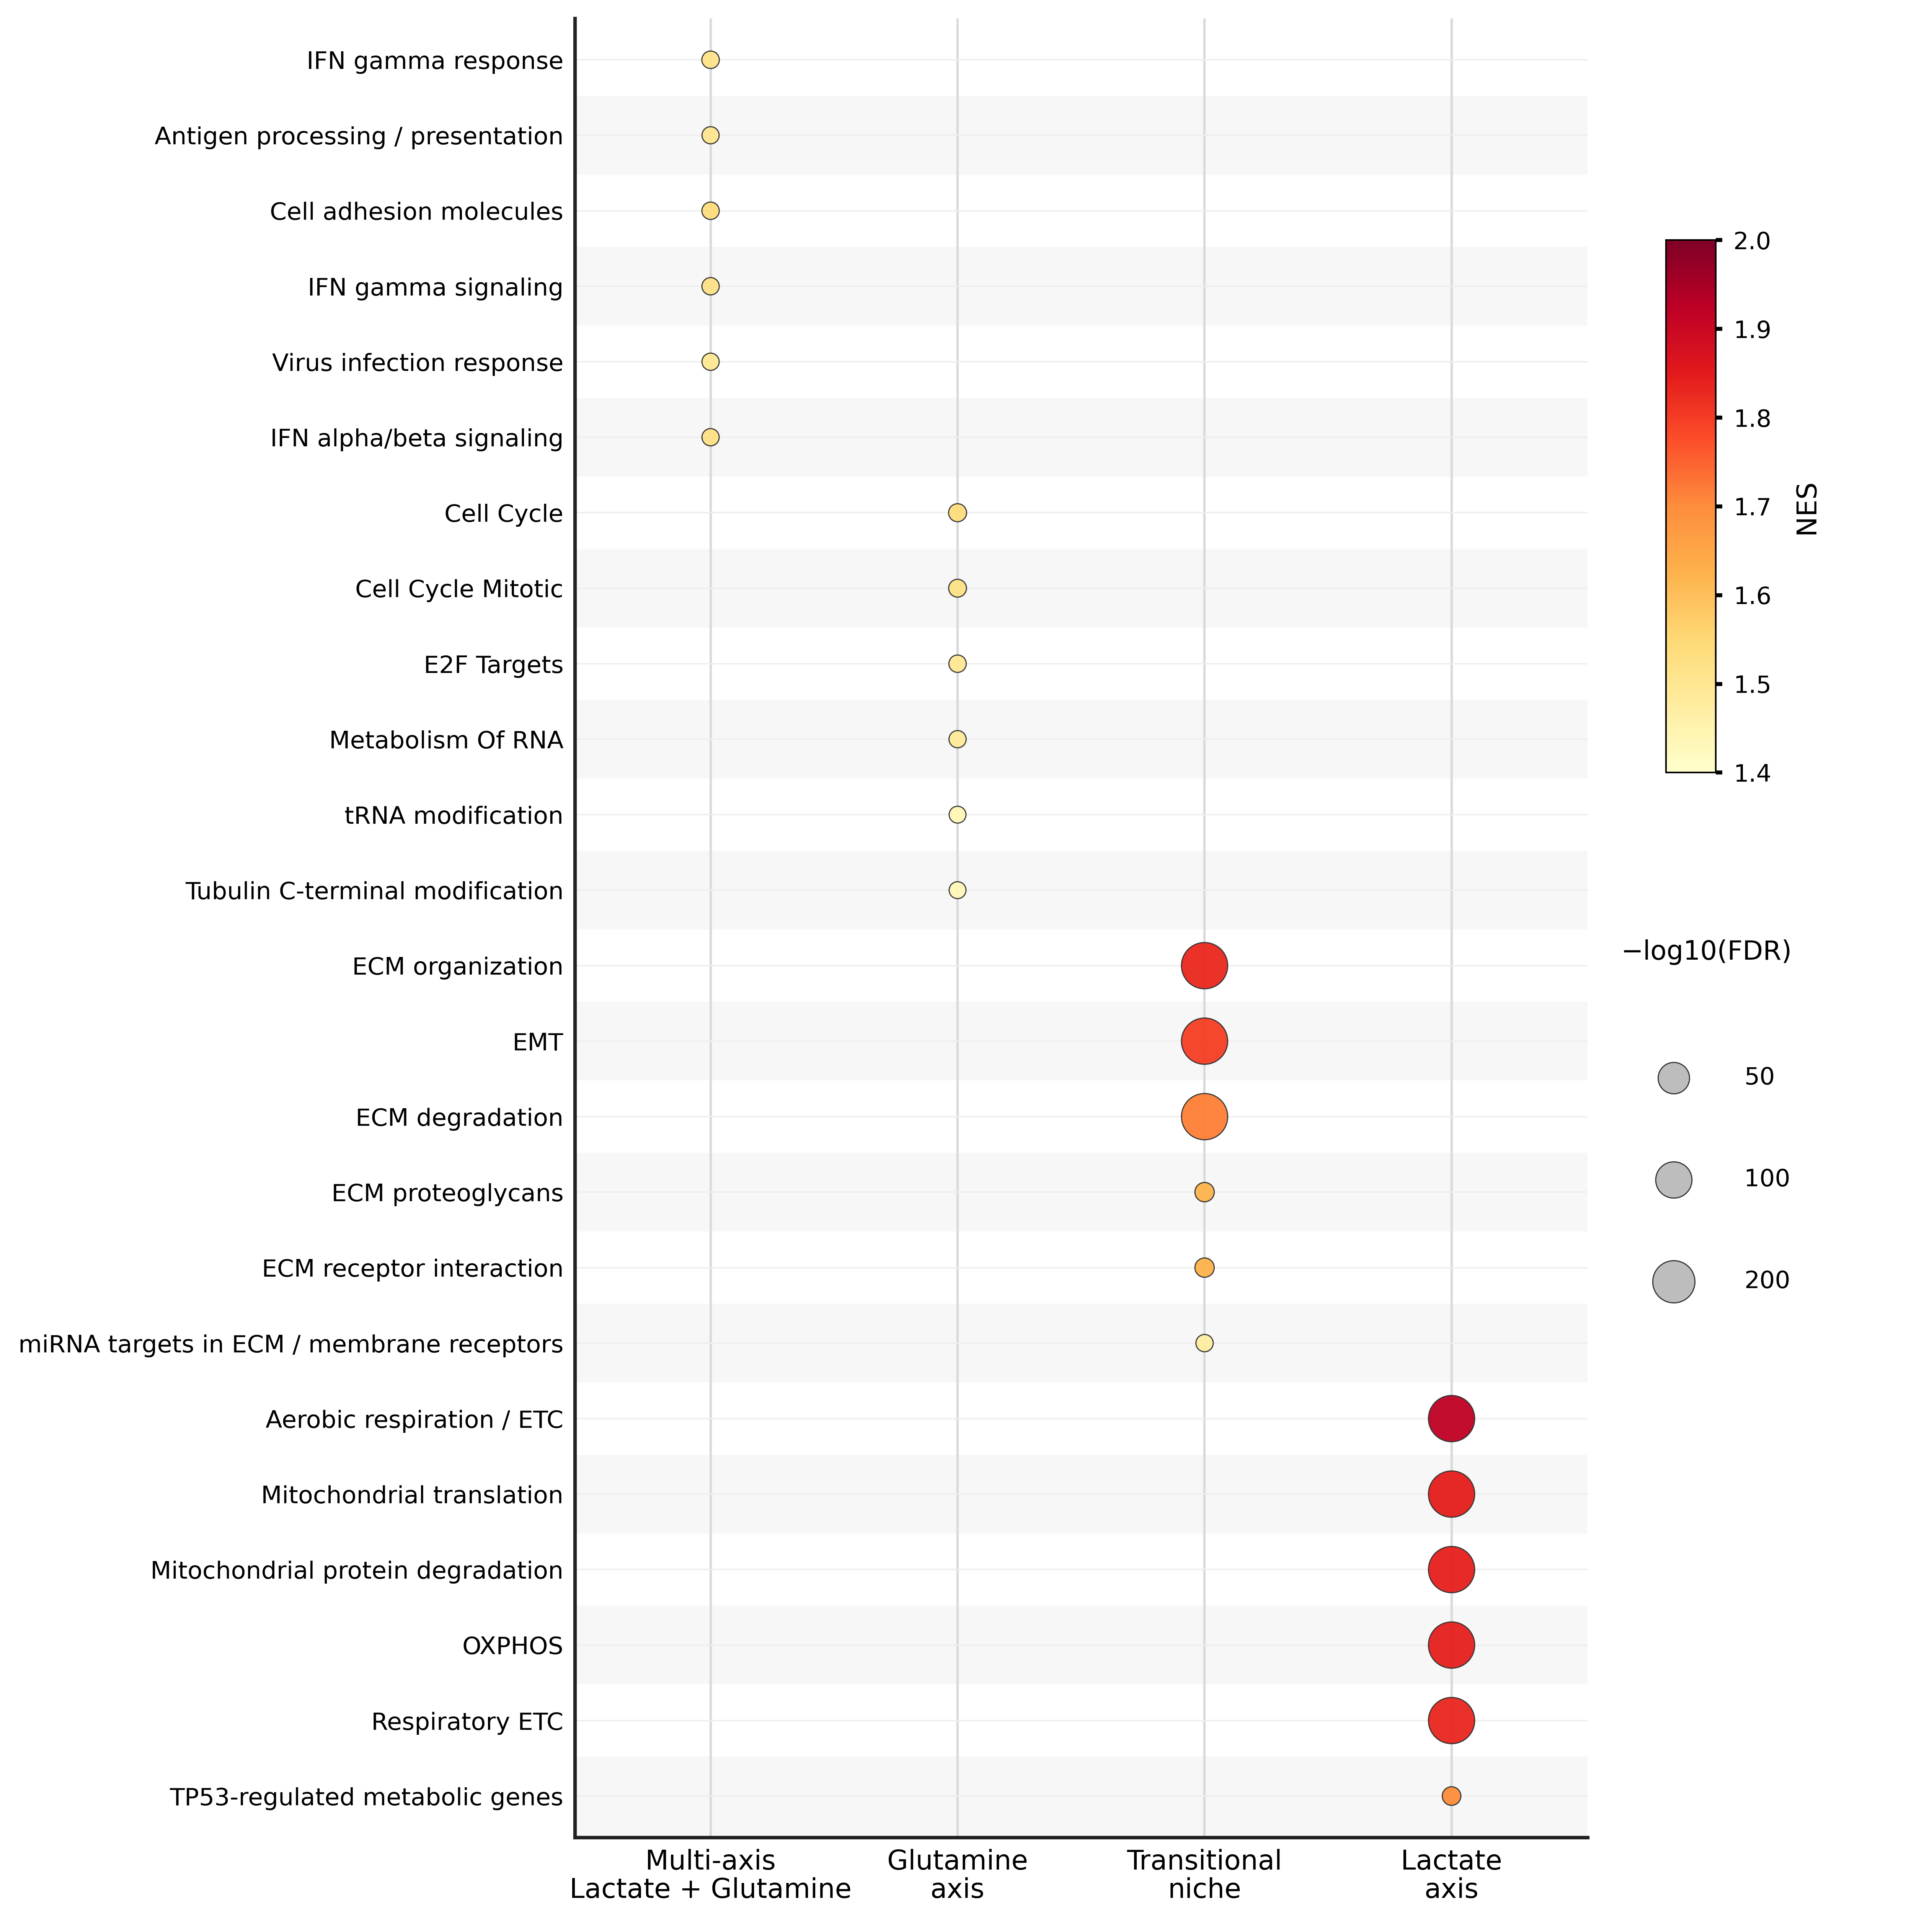 IFN gamma response
Antigen processing / presentation
Cell adhesion molecules
IFN gamma signaling
Virus infection response
IFN alpha/beta signaling
Cell Cycle
Cell Cycle Mitotic
E2F Targets
Metabolism Of RNA
tRNA modification
Tubulin C-terminal modification
ECM organization
EMT
ECM degradation
ECM proteoglycans
ECM receptor interaction
miRNA targets in ECM / membrane receptors
Aerobic respiration / ETC
Mitochondrial translation
Mitochondrial protein degradation
OXPHOS
Respiratory ETC
TP53-regulated metabolic genes
Multi-axis
Lactate + Glutamine
Glutamine
axis
Transitional
niche
Lactate
axis
2.0
1.9
1.8
1.7
1.6
1.5
1.4
NES
−log10(FDR)
50
100
200